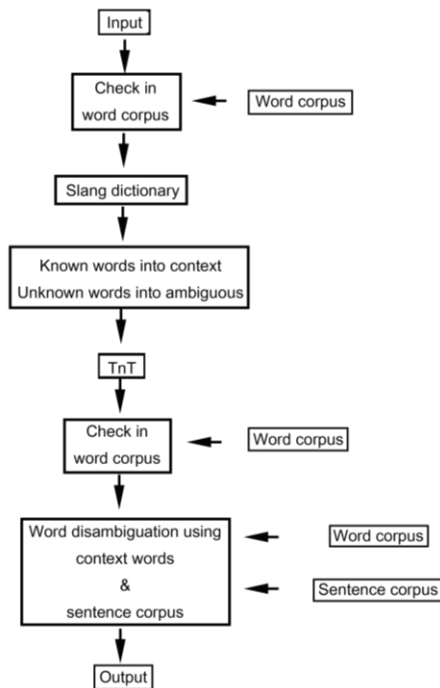 Input
Check in
word corpus
Word corpus
Slang dictionary
Known words into context
Unknown words into ambiguous
TnT
Check in
word corpus
Word corpus
Word disambiguation using
context words
&
sentence corpus
Word corpus
Sentence corpus
Output